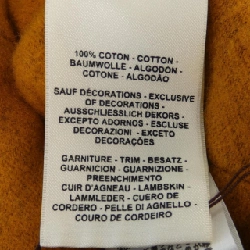 100% COTON - COTTON -
BAUMWOLLE - ALGODÓN -
COTONE - ALGODÃO
SAUF DÉCORATIONS - EXCLUSIVE
OF DECORATIONS -
AUSSCHLIESSLICH DEKORS -
EXCEPTO ADORNOS - ESCLUSE
DECORAZIONI - EXCETO
DECORAÇÕES
GARNITURE - TRIM - BESATZ -
GUARNICION - GUARNIZIONE -
PREENCHIMENTO
CUIR D'AGNEAU - LAMBSKIN -
LAMMLEDER - CUERO DE
CORDERO - PELLE DI AGNELLO -
COURO DE CORDEIRO